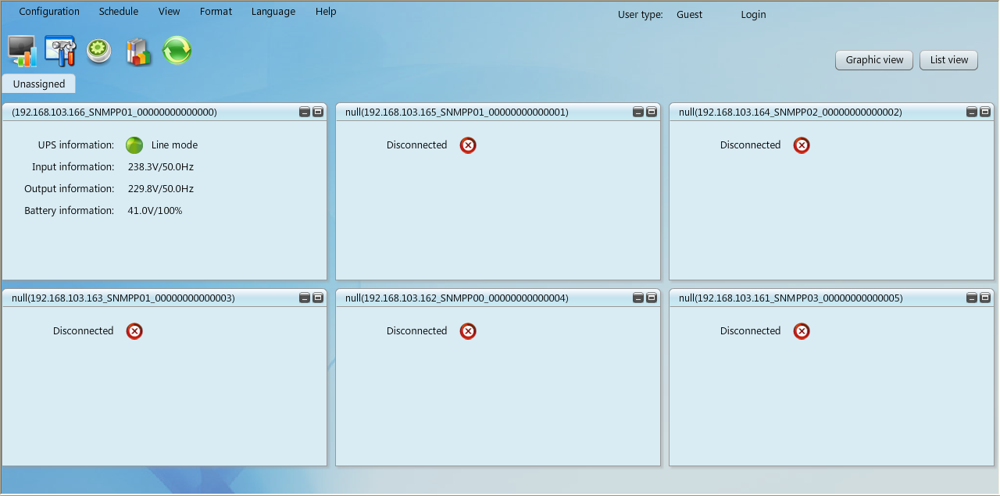 Configuration Schedule View Format Language Help
User type: Guest Login
Graphic view List view
Unassigned
(192.168.103.166_SNMPP01_00000000000000)
UPS information: Line mode
Input information: 238.3V/50.0Hz
Output information: 229.8V/50.0Hz
Battery information: 41.0V/100%
null(192.168.103.165_SNMPP01_00000000000001)
Disconnected
null(192.168.103.164_SNMPP02_00000000000002)
Disconnected
null(192.168.103.163_SNMPP01_00000000000003)
Disconnected
null(192.168.103.162_SNMPP00_00000000000004)
Disconnected
null(192.168.103.161_SNMPP03_00000000000005)
Disconnected